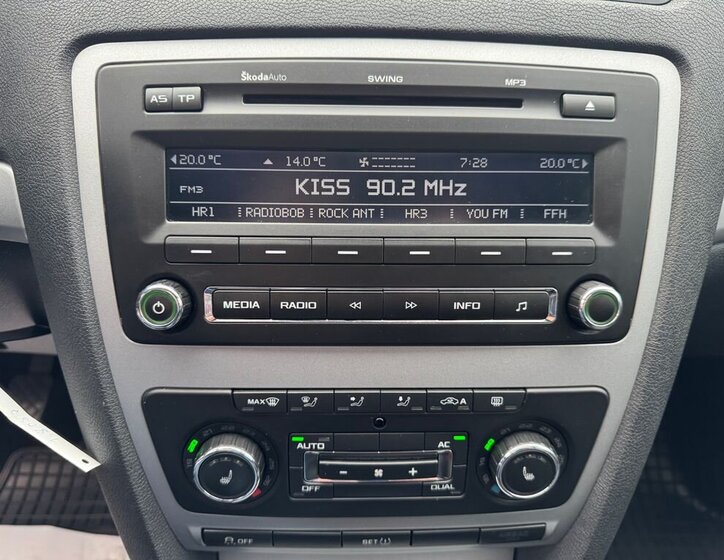 ŠkodaAuto SWING MP3
AS TP
20.0°C 14.0°C 7:28 20.0°C
FM3 KISS 90.2 MHz
HR1 RADIOBOB ROCK ANT HR3 YOU FM FFH
MEDIA RADIO INFO
MAX A
AUTO AC
- +
OFF DUAL
OFF SET